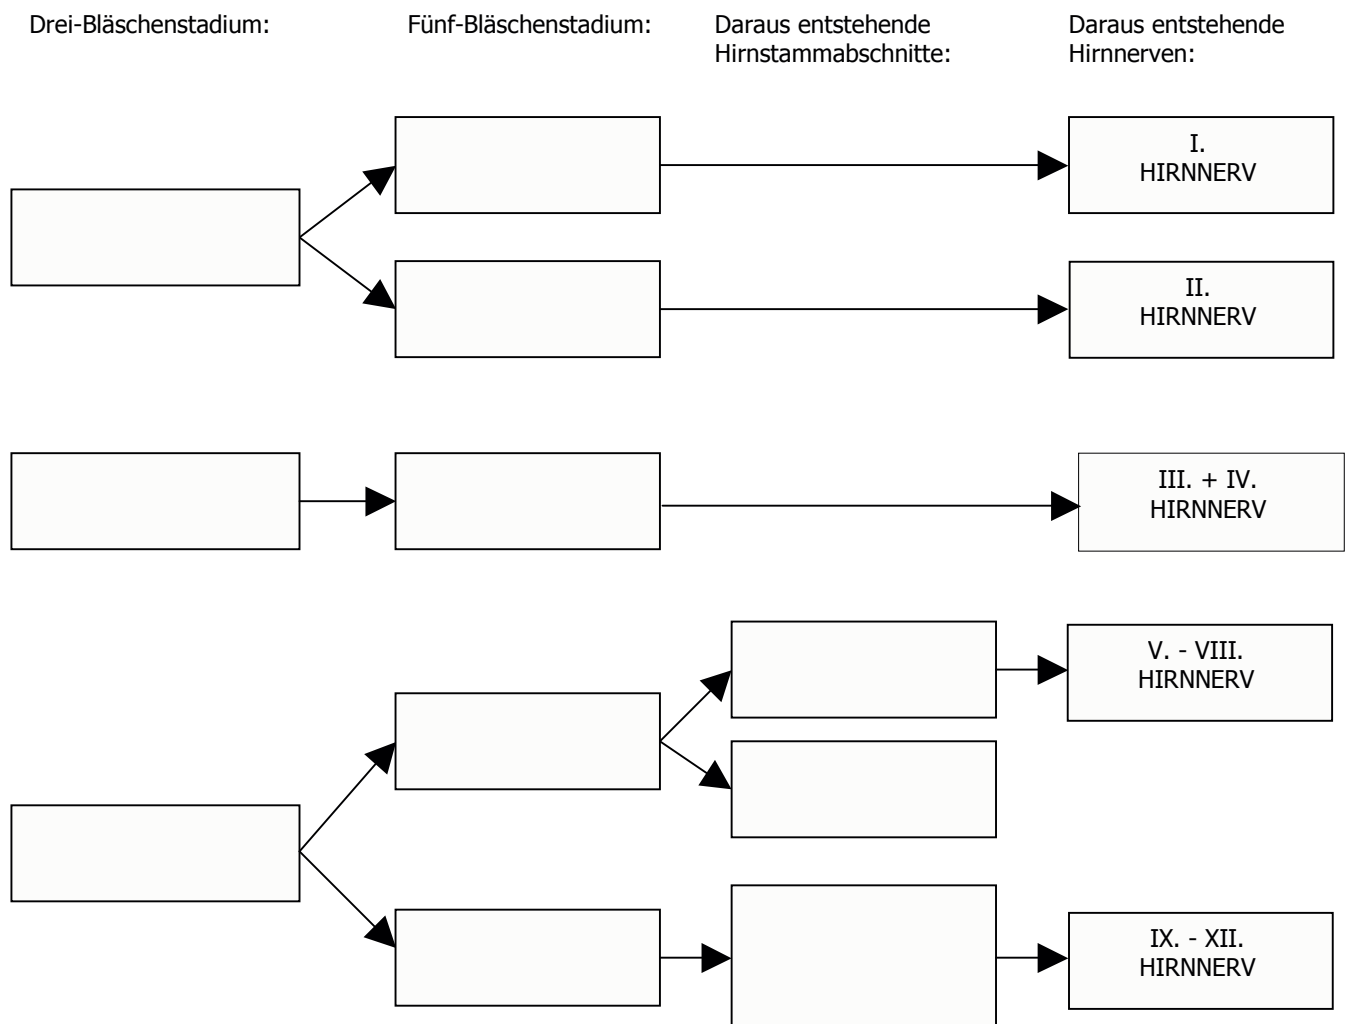 Drei-Bläschenstadium:
Fünf-Bläschenstadium:
Daraus entstehende
Hirnstammabschnitte:
Daraus entstehende
Hirnnerven:
I.
HIRNNERV
II.
HIRNNERV
III. + IV.
HIRNNERV
V. - VIII.
HIRNNERV
IX. - XII.
HIRNNERV